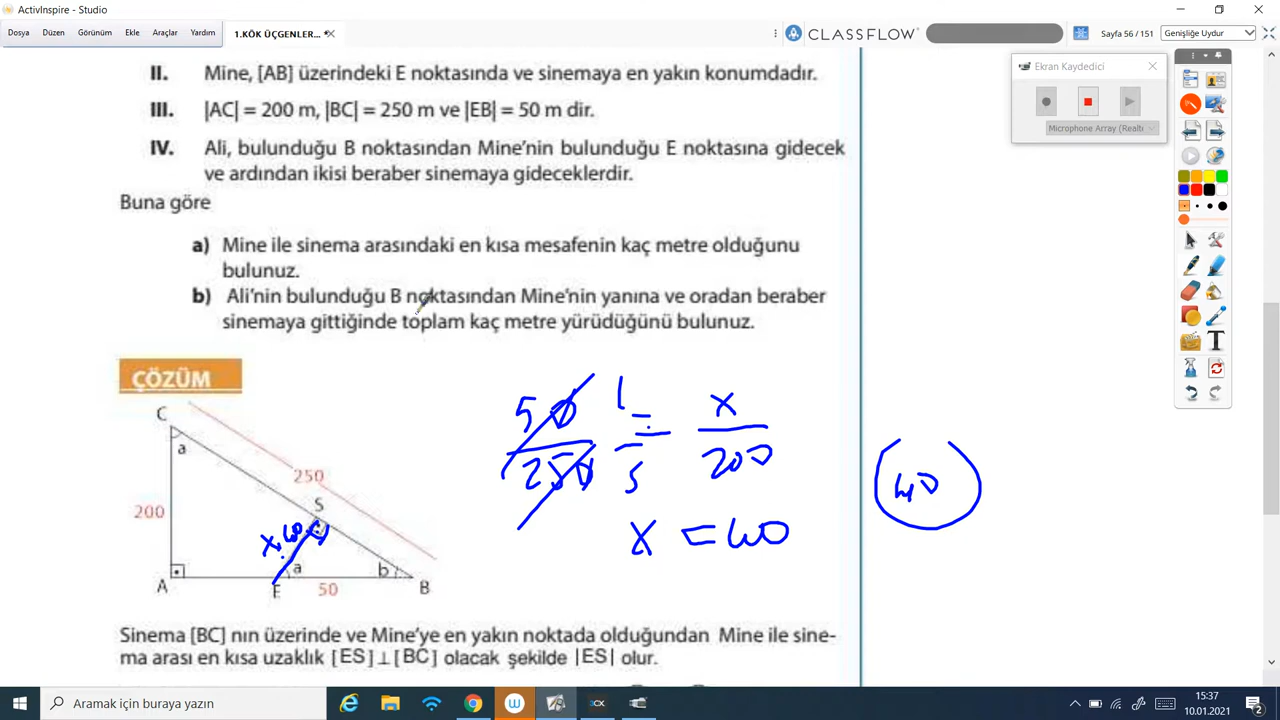 ActivInspire - Studio
Dosya Düzen Görünüm Ekle Araçlar Yardım
1.KÖK ÜÇGENLER...
CLASSFLOW
Sayfa 56 / 151
Genişliğe Uydur
Ekran Kaydedici
Microphone Array (Realte
II. Mine, [AB] üzerindeki E noktasında ve sinemaya en yakın konumdadır.
III. |AC| = 200 m, |BC| = 250 m ve |EB| = 50 m dir.
IV. Ali, bulunduğu B noktasından Mine'nin bulunduğu E noktasına gidecek
ve ardından ikisi beraber sinemaya gideceklerdir.
Buna göre
a) Mine ile sinema arasındaki en kısa mesafenin kaç metre olduğunu
bulunuz.
b) Ali'nin bulunduğu B noktasından Mine'nin yanına ve oradan beraber
sinemaya gittiğinde toplam kaç metre yürüdüğünü bulunuz.
ÇÖZÜM
C
a
250
200
S
x 40
A
E
a
50
b
B
50 1 = x
250 5 200
x = 40
40
Sinema [BC] nın üzerinde ve Mine'ye en yakın noktada olduğundan Mine ile sine-
ma arası en kısa uzaklık [ES]⊥[BC] olacak şekilde |ES| olur.
Aramak için buraya yazın
15:37
10.01.2021
2